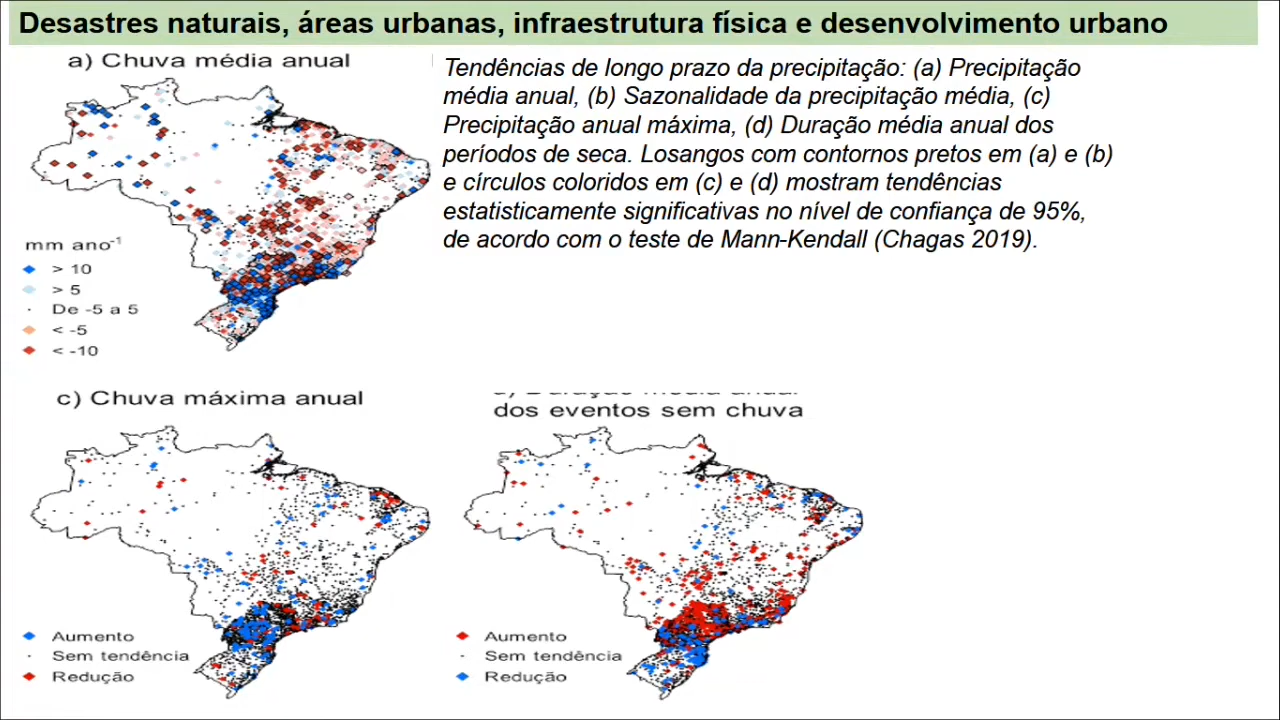 Desastres naturais, áreas urbanas, infraestrutura física e desenvolvimento urbano
a) Chuva média anual
mm ano-1
> 10
> 5
De -5 a 5
< -5
< -10
Tendências de longo prazo da precipitação: (a) Precipitação
média anual, (b) Sazonalidade da precipitação média, (c)
Precipitação anual máxima, (d) Duração média anual dos
períodos de seca. Losangos com contornos pretos em (a) e (b)
e círculos coloridos em (c) e (d) mostram tendências
estatisticamente significativas no nível de confiança de 95%,
de acordo com o teste de Mann-Kendall (Chagas 2019).
c) Chuva máxima anual
Aumento
Sem tendência
Redução
dos eventos sem chuva
Aumento
Sem tendência
Redução